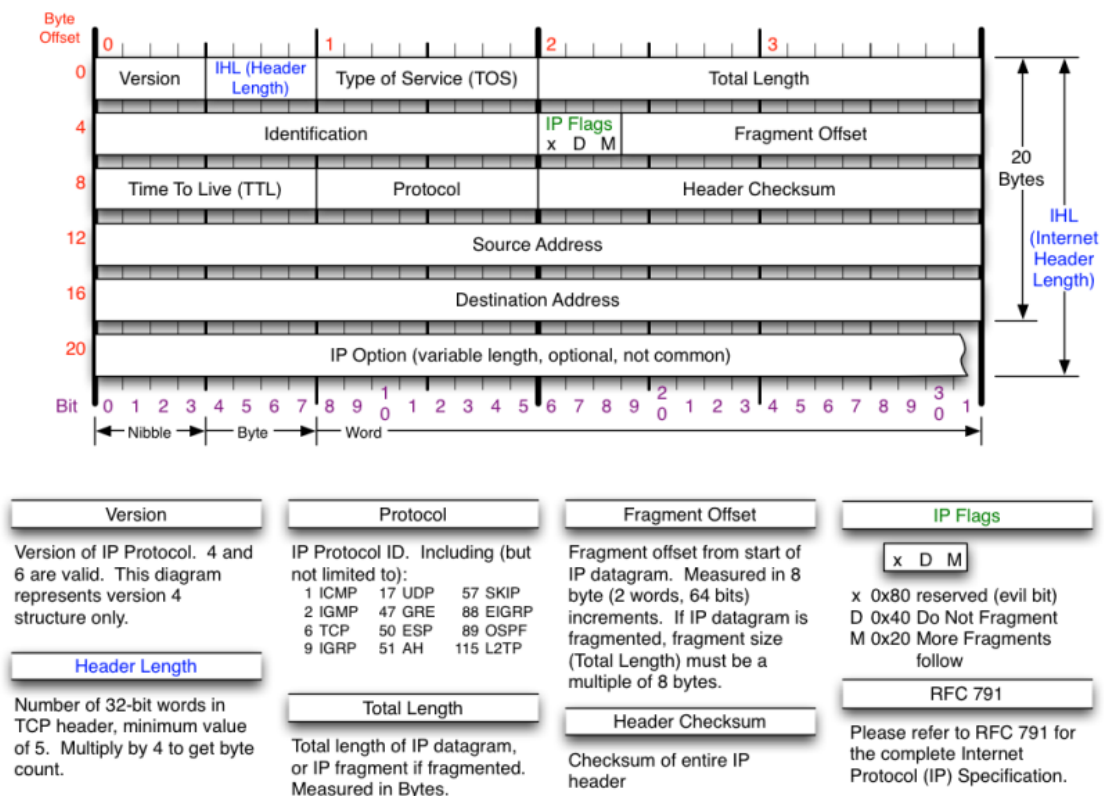 Byte
Offset
0 1 2 3
0 Version IHL (Header Length) Type of Service (TOS) Total Length
4 Identification IP Flags x D M Fragment Offset
8 Time To Live (TTL) Protocol Header Checksum
12 Source Address
16 Destination Address
20 IP Option (variable length, optional, not common)
20
Bytes
IHL
(Internet
Header
Length)
Bit 0 1 2 3 4 5 6 7 8 9 10 1 2 3 4 5 6 7 8 9 20 1 2 3 4 5 6 7 8 9 30 1
Nibble Byte Word
Version
Version of IP Protocol. 4 and
6 are valid. This diagram
represents version 4
structure only.
Header Length
Number of 32-bit words in
TCP header, minimum value
of 5. Multiply by 4 to get byte
count.
Protocol
IP Protocol ID. Including (but
not limited to):
1 ICMP 17 UDP 57 SKIP
2 IGMP 47 GRE 88 EIGRP
6 TCP 50 ESP 89 OSPF
9 IGRP 51 AH 115 L2TP
Total Length
Total length of IP datagram,
or IP fragment if fragmented.
Measured in Bytes.
Fragment Offset
Fragment offset from start of
IP datagram. Measured in 8
byte (2 words, 64 bits)
increments. If IP datagram is
fragmented, fragment size
(Total Length) must be a
multiple of 8 bytes.
Header Checksum
Checksum of entire IP
header
IP Flags
x D M
x 0x80 reserved (evil bit)
D 0x40 Do Not Fragment
M 0x20 More Fragments
follow
RFC 791
Please refer to RFC 791 for
the complete Internet
Protocol (IP) Specification.